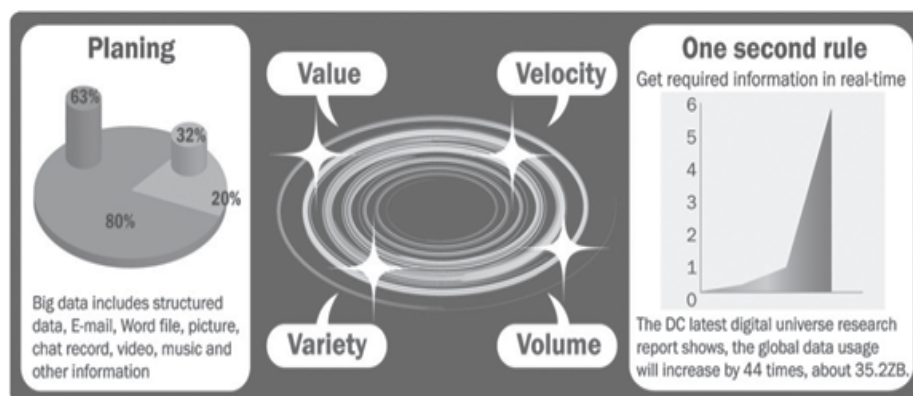 Planing
63%
32%
20%
80%
Big data includes structured
data, E-mail, Word file, picture,
chat record, video, music and
other information
Value
Velocity
Variety
Volume
One second rule
Get required information in real-time
6
5
4
3
2
1
0
The DC latest digital universe research
report shows, the global data usage
will increase by 44 times, about 35.2ZB.